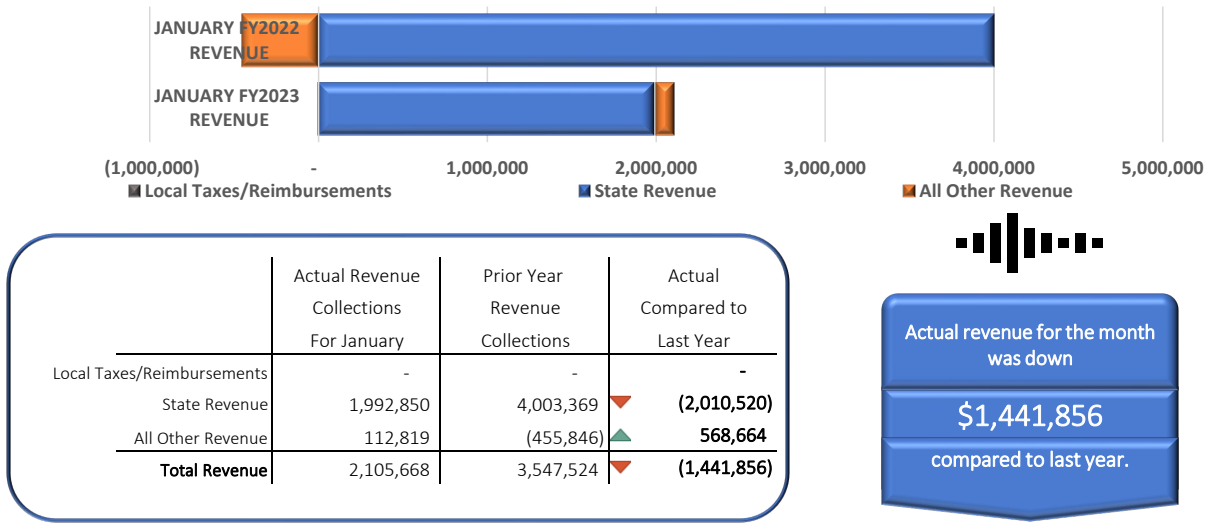 JANUARY FY2022
REVENUE
JANUARY FY2023
REVENUE
(1,000,000) - 1,000,000 2,000,000 3,000,000 4,000,000 5,000,000
Local Taxes/Reimbursements State Revenue All Other Revenue
Actual Revenue Prior Year Actual
Collections Revenue Compared to
For January Collections Last Year
Local Taxes/Reimbursements - - -
State Revenue 1,992,850 4,003,369 (2,010,520)
All Other Revenue 112,819 (455,846) 568,664
Total Revenue 2,105,668 3,547,524 (1,441,856)
Actual revenue for the month
was down
$1,441,856
compared to last year.